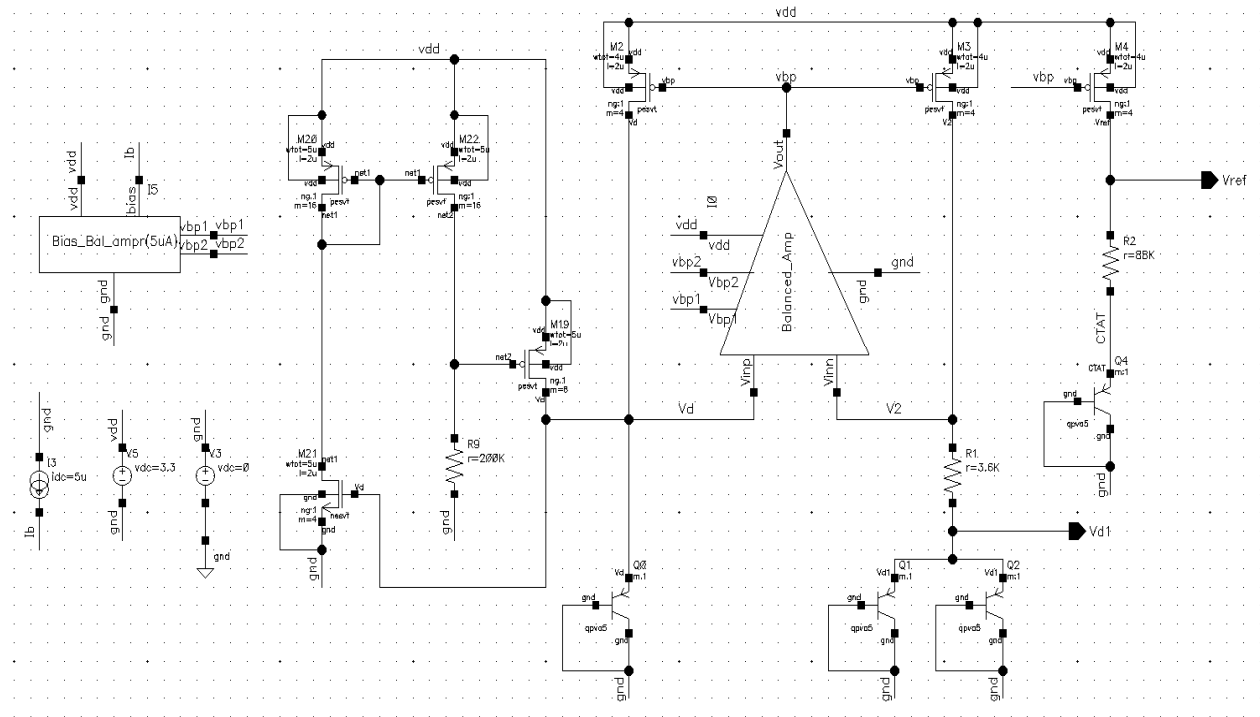 vdd
M2
wtot=4u
l=2u
vdd
vbp
vdd
ng:1
m=4
pesvt
Vd
vbp
M3
wtot=4u
l=2u
vdd
vbp
vdd
ng:1
m=4
pesvt
V2
vbp
M4
wtot=4u
l=2u
vdd
vbp
vdd
ng:1
m=4
pesvt
Vref
Vref
vdd
M20
wtot=5u
l=2u
vdd
net1
vdd
ng:1
m=16
pesvt
net1
M22
wtot=5u
l=2u
vdd
net1
vdd
ng:1
m=16
pesvt
net2
vdd
vdd
Ib
bias
I5
Bias_Bal_ampr(5uA)
vbp1
vbp1
vbp2
vbp2
gnd
gnd
Vout
I0
Balanced_Amp
vdd
vdd
vbp2
Vbp2
vbp1
Vbp1
gnd
gnd
Vinp
Vinn
R2
r=88K
CTAT
Q4
m:1
CTAT
gnd
qpva5
gnd
gnd
M19
wtot=5u
l=2u
vdd
net2
vdd
ng:1
m=8
pesvt
Vd
Vd
V2
gnd
I3
idc=5u
Ib
vdd
V5
vdc=3.3
gnd
gnd
V3
vdc=0
gnd
M21
wtot=5u
l=2u
net1
Vd
gnd
ng:1
m=4
nesvt
gnd
gnd
R9
r=200K
gnd
R1
r=3.6K
Vd1
Q0
m:1
Vd
gnd
qpva5
gnd
gnd
Q1
m:1
Vd1
gnd
qpva5
gnd
gnd
Q2
m:1
Vd1
gnd
qpva5
gnd
gnd